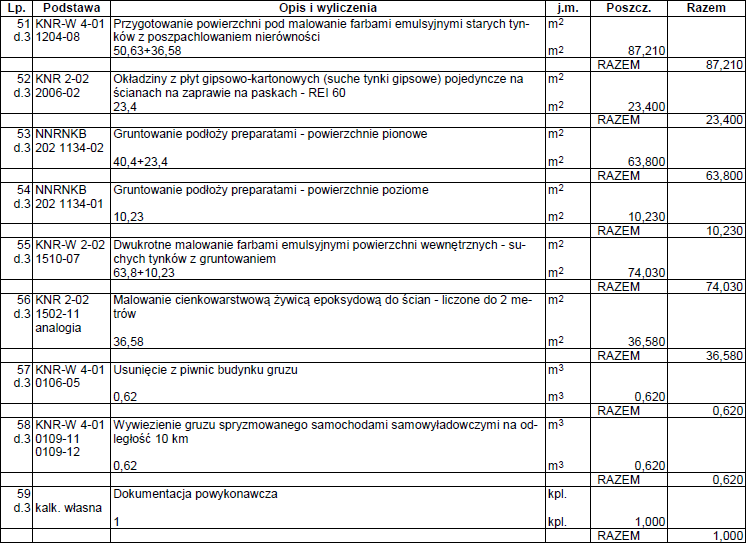 Lp. Podstawa Opis i wyliczenia j.m. Poszcz. Razem
51 KNR-W 4-01 Przygotowanie powierzchni pod malowanie farbami emulsyjnymi starych tyn- m2
d.3 1204-08 ków z poszpachlowaniem nierówności
50,63+36,58 m2 87,210
RAZEM 87,210
52 KNR 2-02 Okładziny z płyt gipsowo-kartonowych (suche tynki gipsowe) pojedyncze na m2
d.3 2006-02 ścianach na zaprawie na paskach - REI 60
23,4 m2 23,400
RAZEM 23,400
53 NNRNKB Gruntowanie podłoży preparatami - powierzchnie pionowe m2
d.3 202 1134-02
40,4+23,4 m2 63,800
RAZEM 63,800
54 NNRNKB Gruntowanie podłoży preparatami - powierzchnie poziome m2
d.3 202 1134-01
10,23 m2 10,230
RAZEM 10,230
55 KNR-W 2-02 Dwukrotne malowanie farbami emulsyjnymi powierzchni wewnętrznych - su- m2
d.3 1510-07 chych tynków z gruntowaniem
63,8+10,23 m2 74,030
RAZEM 74,030
56 KNR 2-02 Malowanie cienkowarstwową żywicą epoksydową do ścian - liczone do 2 me- m2
d.3 1502-11 trów
analogia
36,58 m2 36,580
RAZEM 36,580
57 KNR-W 4-01 Usunięcie z piwnic budynku gruzu m3
d.3 0106-05
0,62 m3 0,620
RAZEM 0,620
58 KNR-W 4-01 Wywiezienie gruzu spryzmowanego samochodami samowyładowczymi na od- m3
d.3 0109-11 ległość 10 km
0109-12
0,62 m3 0,620
RAZEM 0,620
59 Dokumentacja powykonawcza kpl.
d.3 kalk. własna
1 kpl. 1,000
RAZEM 1,000